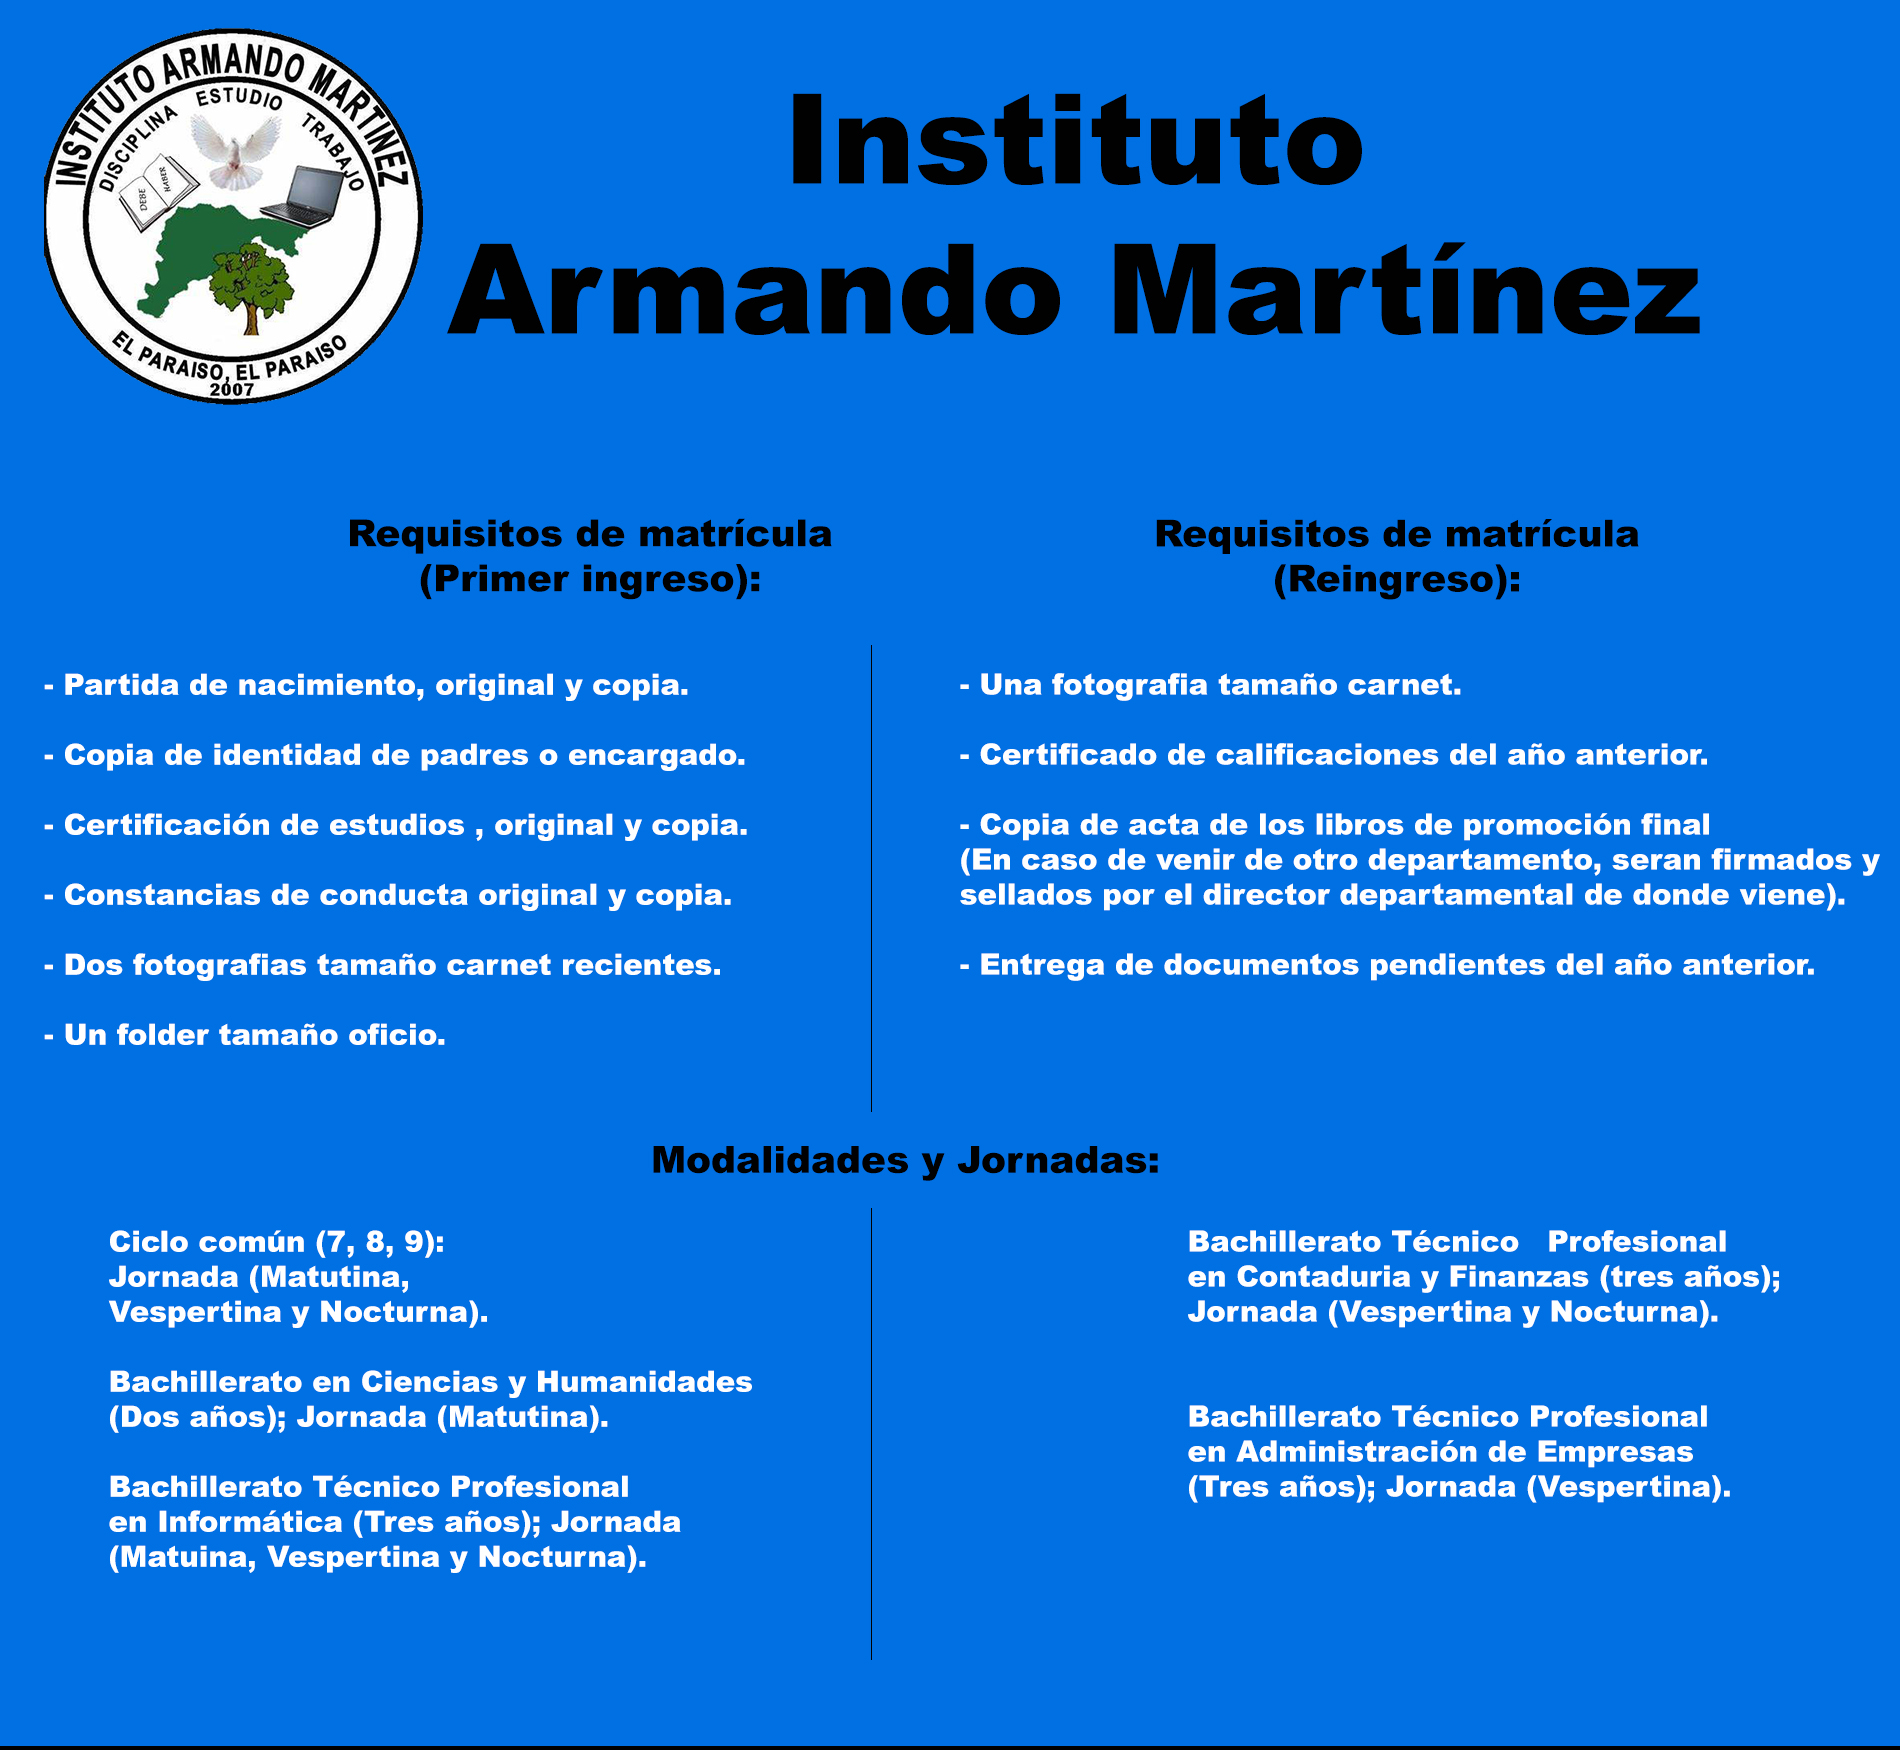 INSTITUTO ARMANDO MARTINEZ
DISCIPLINA ESTUDIO TRABAJO
DEBE
HABER
EL PARAISO, EL PARAISO
2007
Instituto
Armando Martínez
Requisitos de matrícula
(Primer ingreso):
- Partida de nacimiento, original y copia.
- Copia de identidad de padres o encargado.
- Certificación de estudios , original y copia.
- Constancias de conducta original y copia.
- Dos fotografias tamaño carnet recientes.
- Un folder tamaño oficio.
Requisitos de matrícula
(Reingreso):
- Una fotografia tamaño carnet.
- Certificado de calificaciones del año anterior.
- Copia de acta de los libros de promoción final
(En caso de venir de otro departamento, seran firmados y
sellados por el director departamental de donde viene).
- Entrega de documentos pendientes del año anterior.
Modalidades y Jornadas:
Ciclo común (7, 8, 9):
Jornada (Matutina,
Vespertina y Nocturna).
Bachillerato en Ciencias y Humanidades
(Dos años); Jornada (Matutina).
Bachillerato Técnico Profesional
en Informática (Tres años); Jornada
(Matuina, Vespertina y Nocturna).
Bachillerato Técnico Profesional
en Contaduria y Finanzas (tres años);
Jornada (Vespertina y Nocturna).
Bachillerato Técnico Profesional
en Administración de Empresas
(Tres años); Jornada (Vespertina).